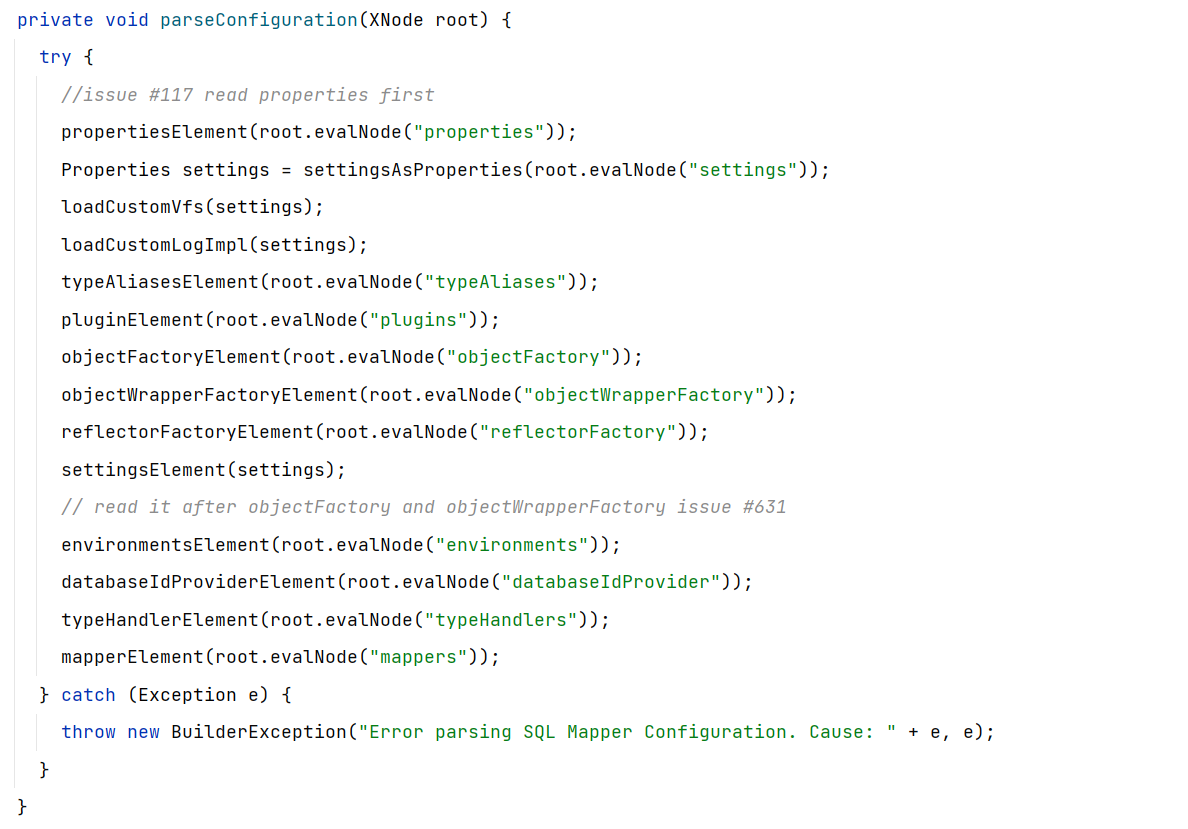 private void parseConfiguration(XNode root) {
try {
//issue #117 read properties first
propertiesElement(root.evalNode("properties"));
Properties settings = settingsAsProperties(root.evalNode("settings"));
loadCustomVfs(settings);
loadCustomLogImpl(settings);
typeAliasesElement(root.evalNode("typeAliases"));
pluginElement(root.evalNode("plugins"));
objectFactoryElement(root.evalNode("objectFactory"));
objectWrapperFactoryElement(root.evalNode("objectWrapperFactory"));
reflectorFactoryElement(root.evalNode("reflectorFactory"));
settingsElement(settings);
// read it after objectFactory and objectWrapperFactory issue #631
environmentsElement(root.evalNode("environments"));
databaseIdProviderElement(root.evalNode("databaseIdProvider"));
typeHandlerElement(root.evalNode("typeHandlers"));
mapperElement(root.evalNode("mappers"));
} catch (Exception e) {
throw new BuilderException("Error parsing SQL Mapper Configuration. Cause: " + e, e);
}
}